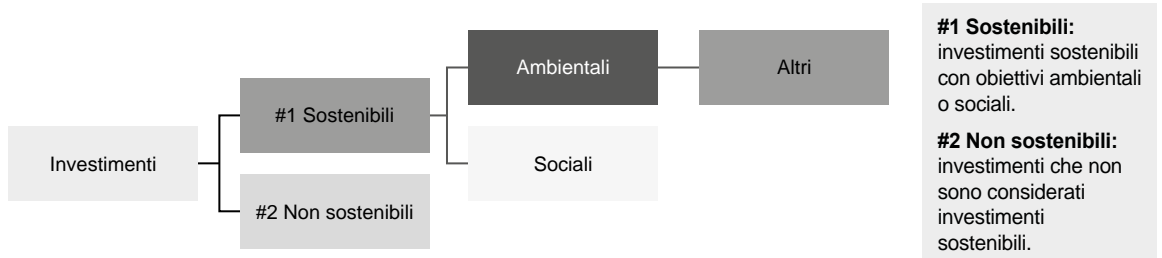 Investimenti
#1 Sostenibili
#2 Non sostenibili
Ambientali
Sociali
Altri
#1 Sostenibili:
investimenti sostenibili
con obiettivi ambientali
o sociali.
#2 Non sostenibili:
investimenti che non
sono considerati
investimenti
sostenibili.